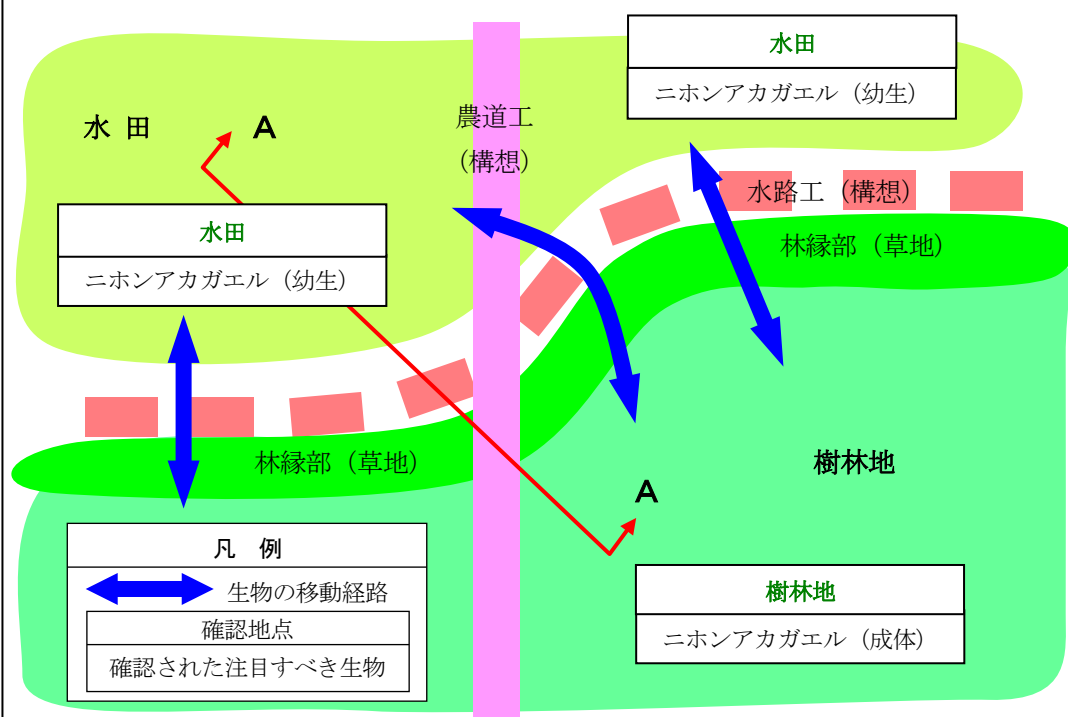 水田
ニホンアカガエル（幼生）
農道工
（構想）
水 田
A
水路工（構想）
水田
ニホンアカガエル（幼生）
林縁部（草地）
林縁部（草地）
樹林地
A
凡 例
生物の移動経路
確認地点
確認された注目すべき生物
樹林地
ニホンアカガエル（成体）